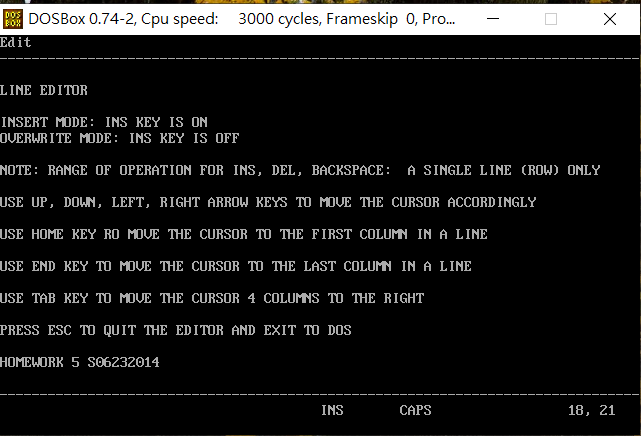 DOSBox 0.74-2, Cpu speed: 3000 cycles, Frameskip 0, Pro...
Edit
LINE EDITOR
INSERT MODE: INS KEY IS ON
OVERWRITE MODE: INS KEY IS OFF
NOTE: RANGE OF OPERATION FOR INS, DEL, BACKSPACE: A SINGLE LINE (ROW) ONLY
USE UP, DOWN, LEFT, RIGHT ARROW KEYS TO MOVE THE CURSOR ACCORDINGLY
USE HOME KEY RO MOVE THE CURSOR TO THE FIRST COLUMN IN A LINE
USE END KEY TO MOVE THE CURSOR TO THE LAST COLUMN IN A LINE
USE TAB KEY TO MOVE THE CURSOR 4 COLUMNS TO THE RIGHT
PRESS ESC TO QUIT THE EDITOR AND EXIT TO DOS
HOMEWORK 5 S06232014
INS CAPS 18, 21